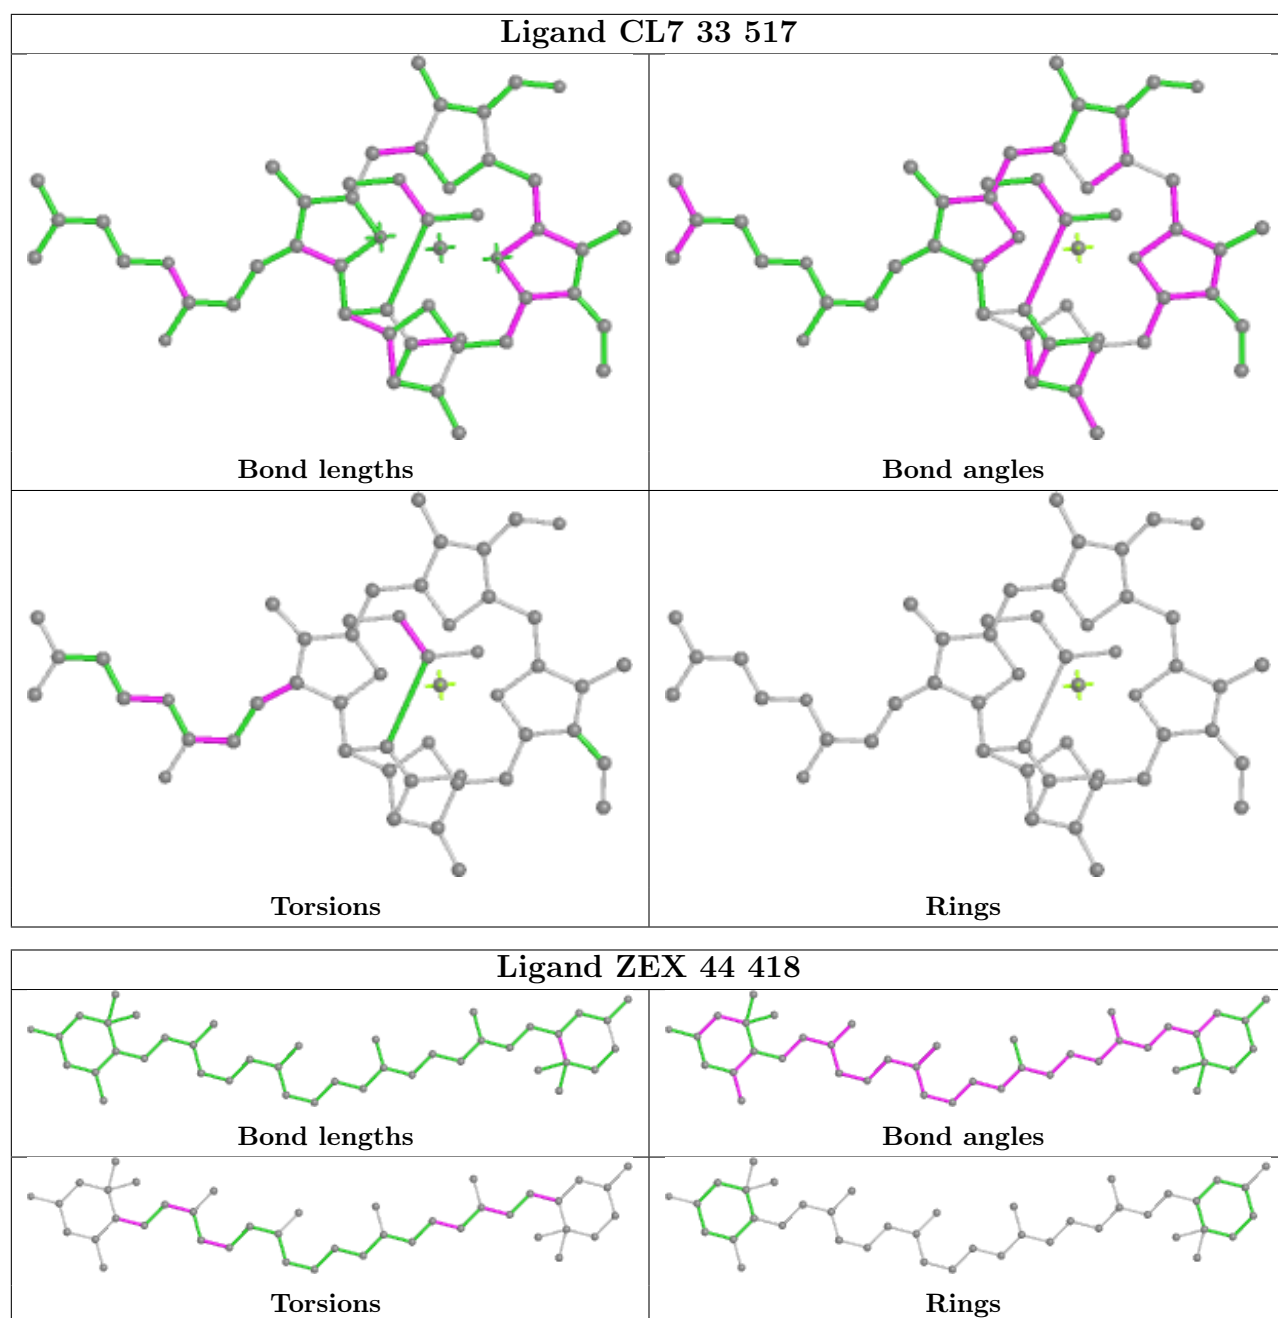 Ligand CL7 33 517
Bond lengths
Bond angles
Torsions
Rings
Ligand ZEX 44 418
Bond lengths
Bond angles
Torsions
Rings